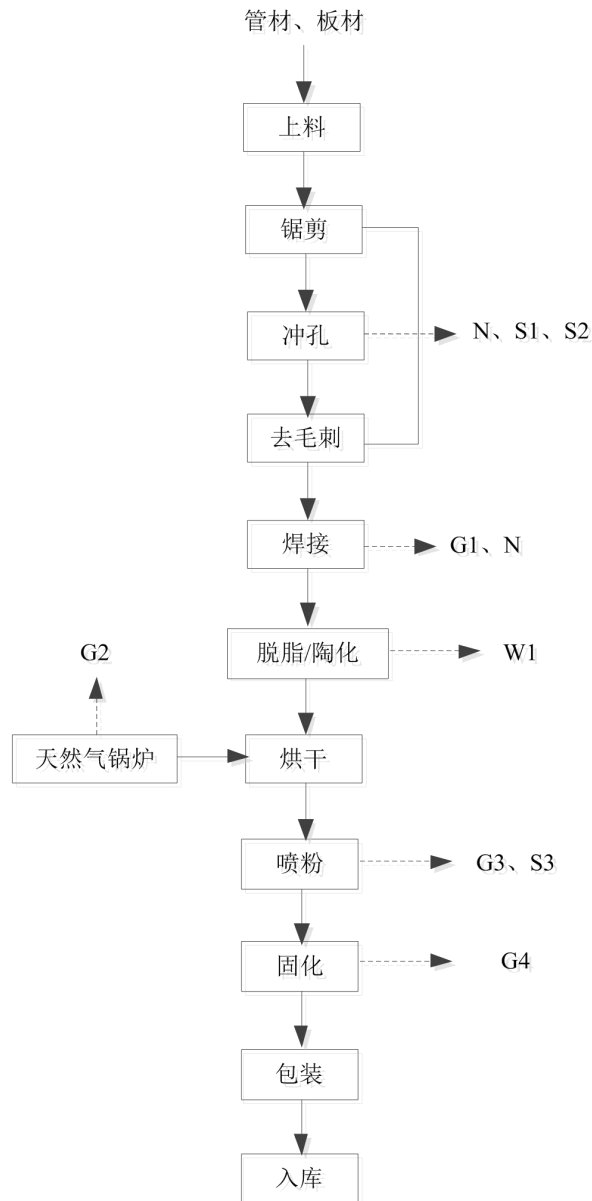 管材、板材
上料
锯剪
冲孔
N、S1、S2
去毛刺
焊接
G1、N
脱脂/陶化
W1
G2
天然气锅炉
烘干
喷粉
G3、S3
固化
G4
包装
入库